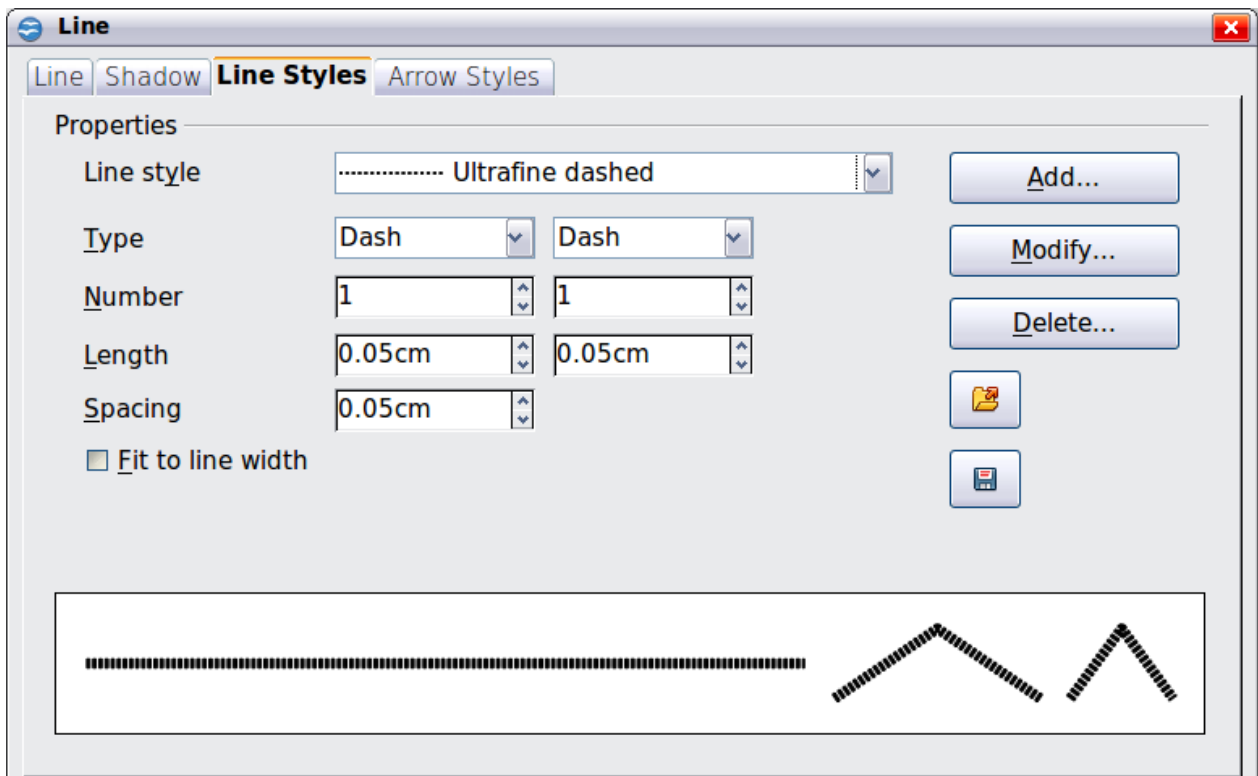 Line
Line Shadow Line Styles Arrow Styles
Properties
Line style Ultrafine dashed Add...
Type Dash Dash Modify...
Number 1 1 Delete...
Length 0.05cm 0.05cm
Spacing 0.05cm
Fit to line width